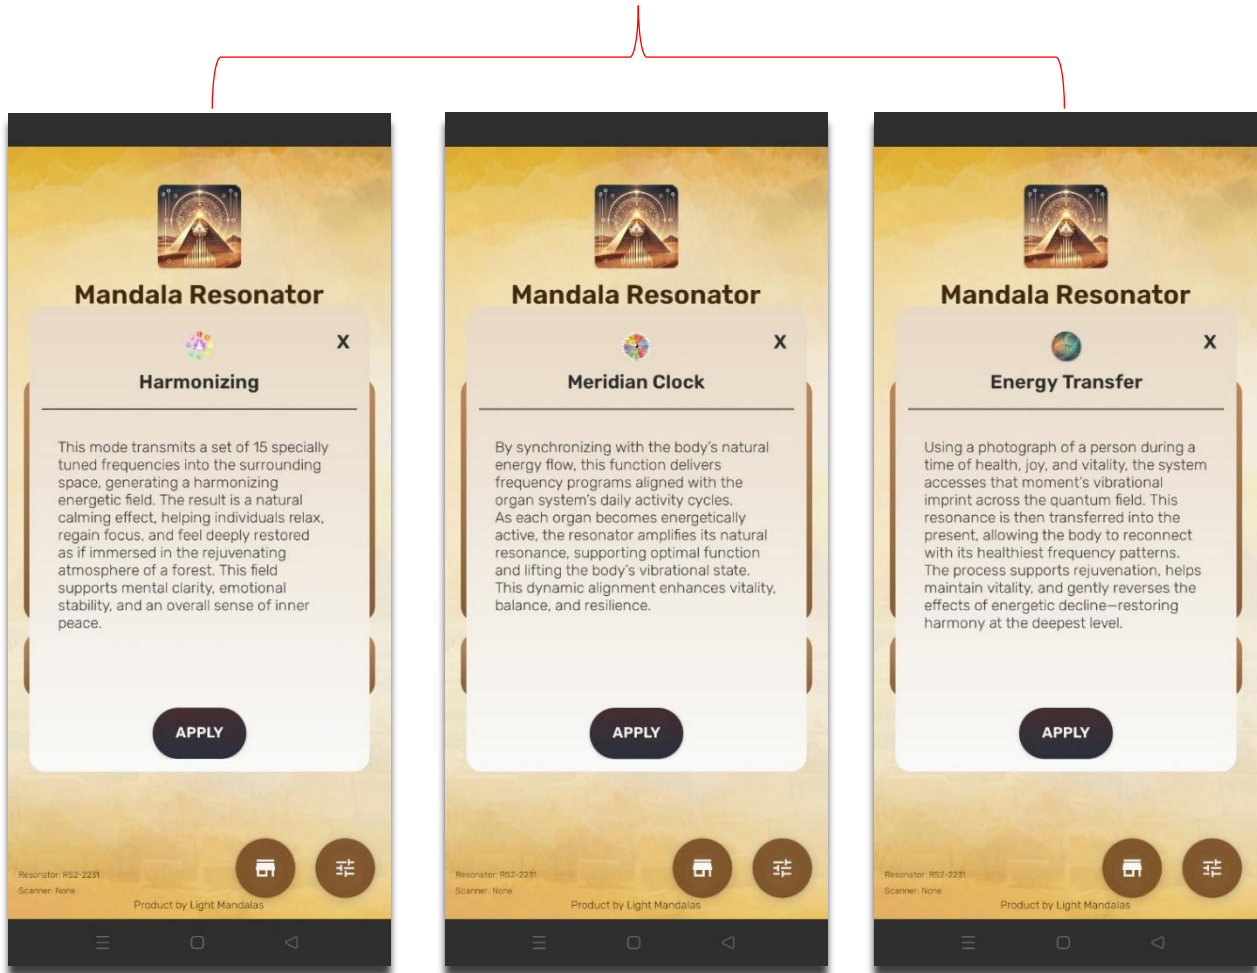 Mandala Resonator
X
Harmonizing
This mode transmits a set of 15 specially
tuned frequencies into the surrounding
space, generating a harmonizing
energetic field. The result is a natural
calming effect, helping individuals relax,
regain focus, and feel deeply restored
as if immersed in the rejuvenating
atmosphere of a forest. This field
supports mental clarity, emotional
stability, and an overall sense of inner
peace.
APPLY
Resonator: RS2-2231
Scanner: None
Product by Light Mandalas
Mandala Resonator
X
Meridian Clock
By synchronizing with the body's natural
energy flow, this function delivers
frequency programs aligned with the
organ system's daily activity cycles.
As each organ becomes energetically
active, the resonator amplifies its natural
resonance, supporting optimal function
and lifting the body's vibrational state.
This dynamic alignment enhances vitality,
balance, and resilience.
APPLY
Resonator: RS2-2231
Scanner: None
Product by Light Mandalas
Mandala Resonator
X
Energy Transfer
Using a photograph of a person during a
time of health, joy, and vitality, the system
accesses that moment's vibrational
imprint across the quantum field. This
resonance is then transferred into the
present, allowing the body to reconnect
with its healthiest frequency patterns.
The process supports rejuvenation, helps
maintain vitality, and gently reverses the
effects of energetic decline—restoring
harmony at the deepest level.
APPLY
Resonator: RS2-2231
Scanner: None
Product by Light Mandalas